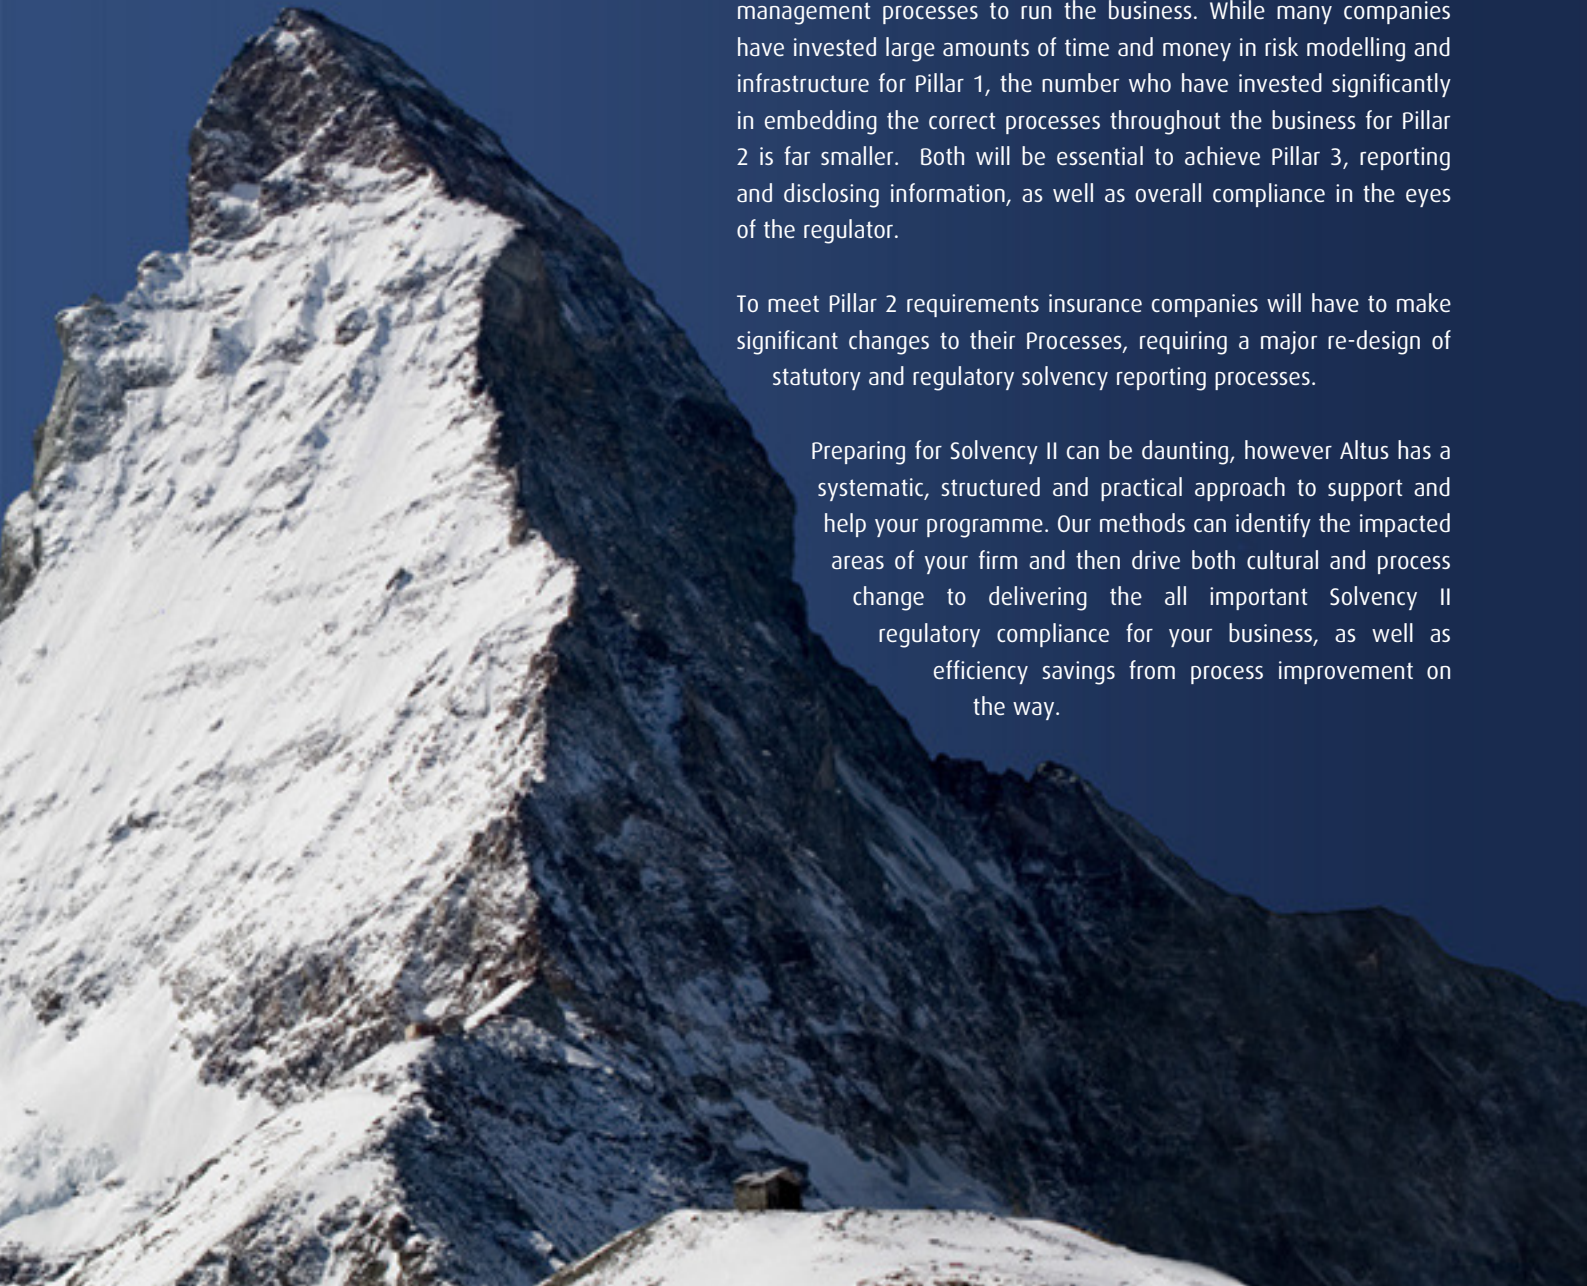 management processes to run the business. While many companies
have invested large amounts of time and money in risk modelling and
infrastructure for Pillar 1, the number who have invested significantly
in embedding the correct processes throughout the business for Pillar
2 is far smaller.  Both will be essential to achieve Pillar 3, reporting
and disclosing information, as well as overall compliance in the eyes
of the regulator.
To meet Pillar 2 requirements insurance companies will have to make
significant changes to their Processes, requiring a major re-design of
statutory and regulatory solvency reporting processes.
Preparing for Solvency II can be daunting, however Altus has a
systematic, structured and practical approach to support and
help your programme. Our methods can identify the impacted
areas of your firm and then drive both cultural and process
change to delivering the all important Solvency II
regulatory compliance for your business, as well as
efficiency savings from process improvement on
the way.